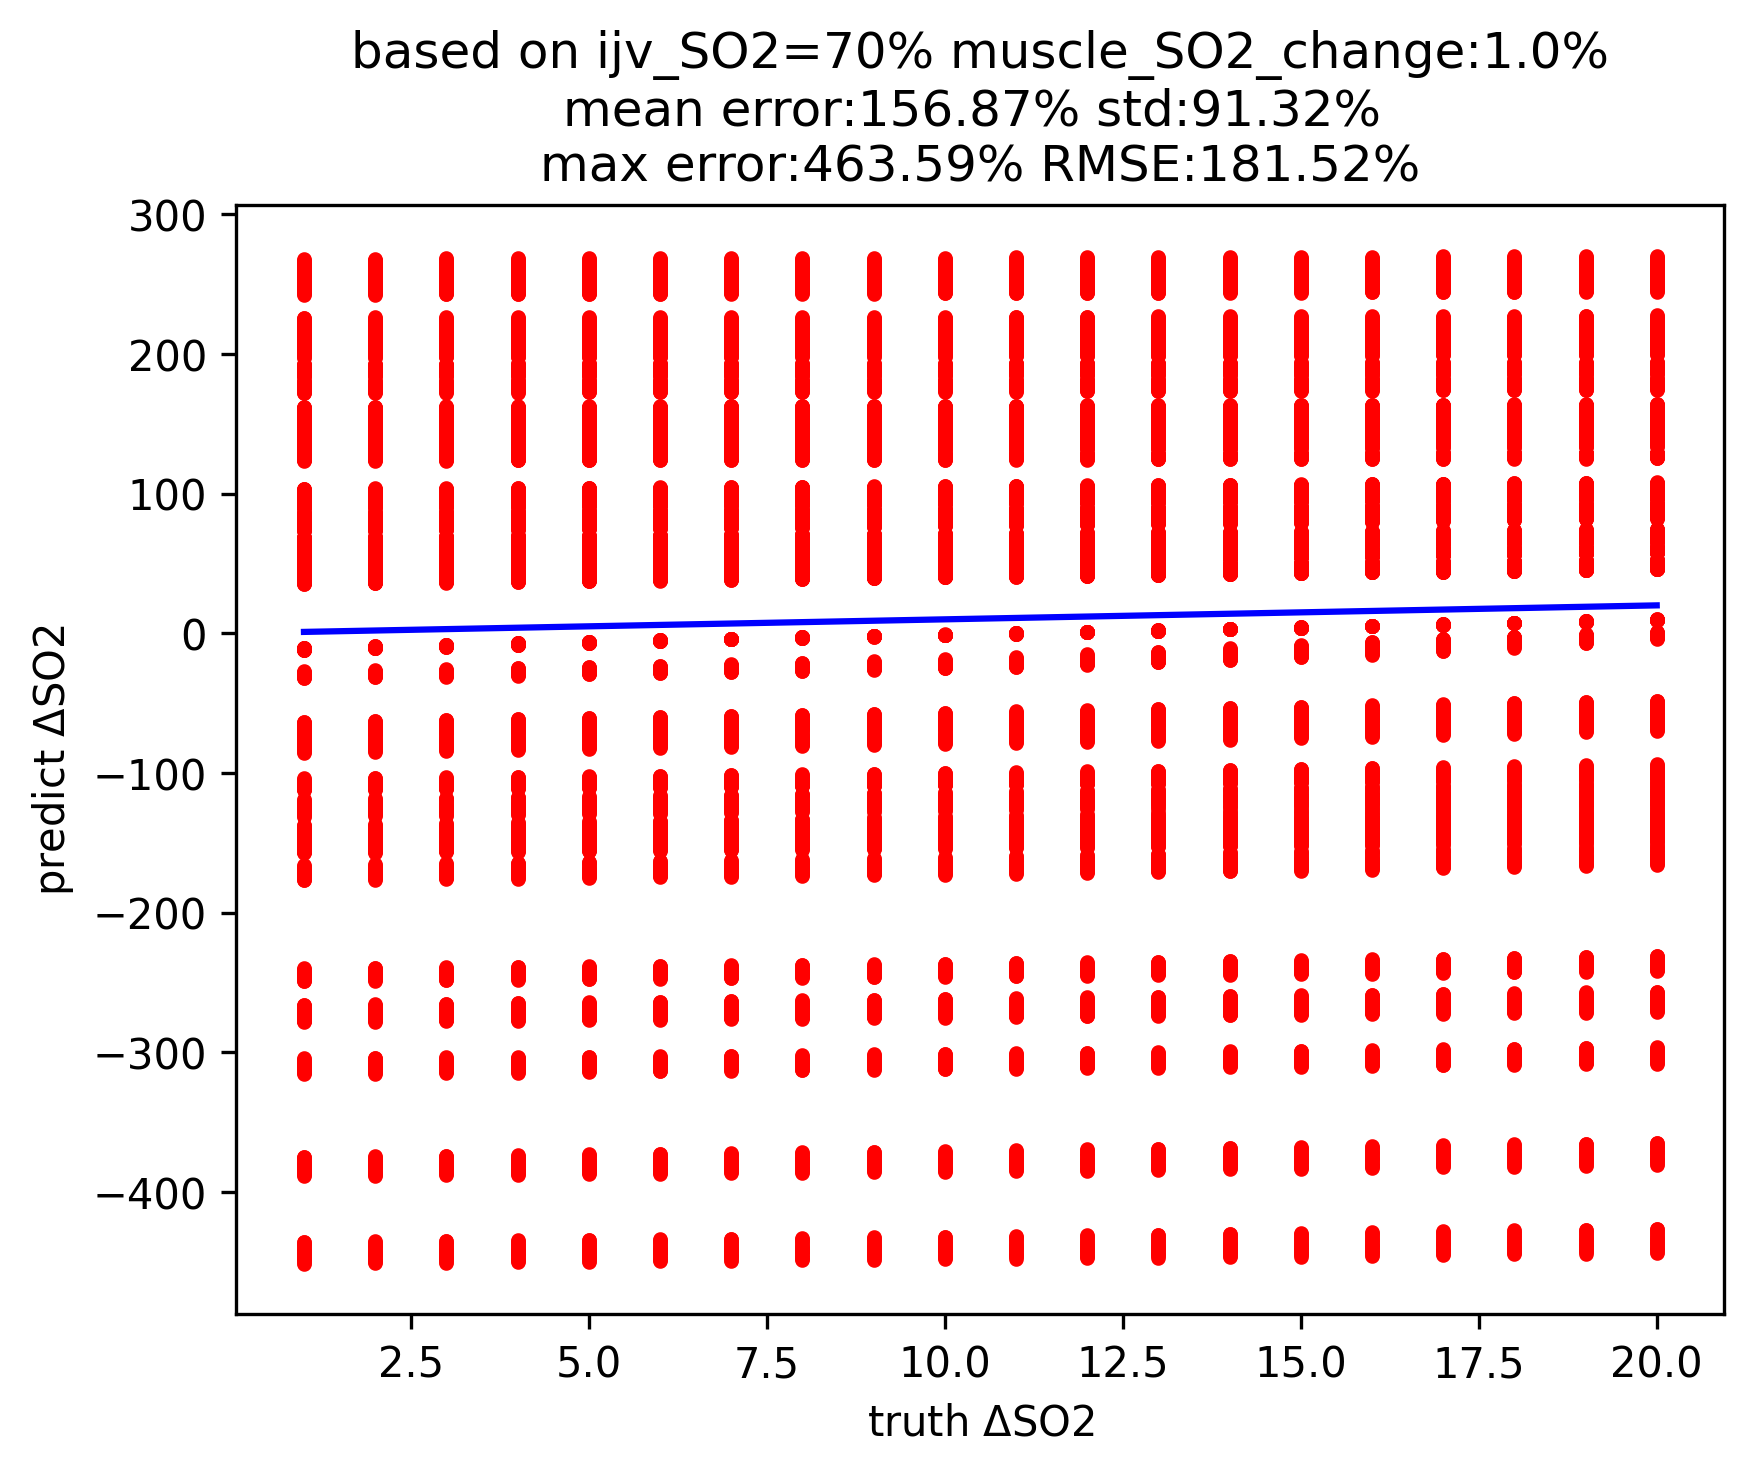 based on ijv_SO2=70% muscle_SO2_change:1.0%
mean error:156.87% std:91.32%
max error:463.59% RMSE:181.52%
300
200
100
0
−100
−200
−300
−400
predict ΔSO2
2.5 5.0 7.5 10.0 12.5 15.0 17.5 20.0
truth ΔSO2